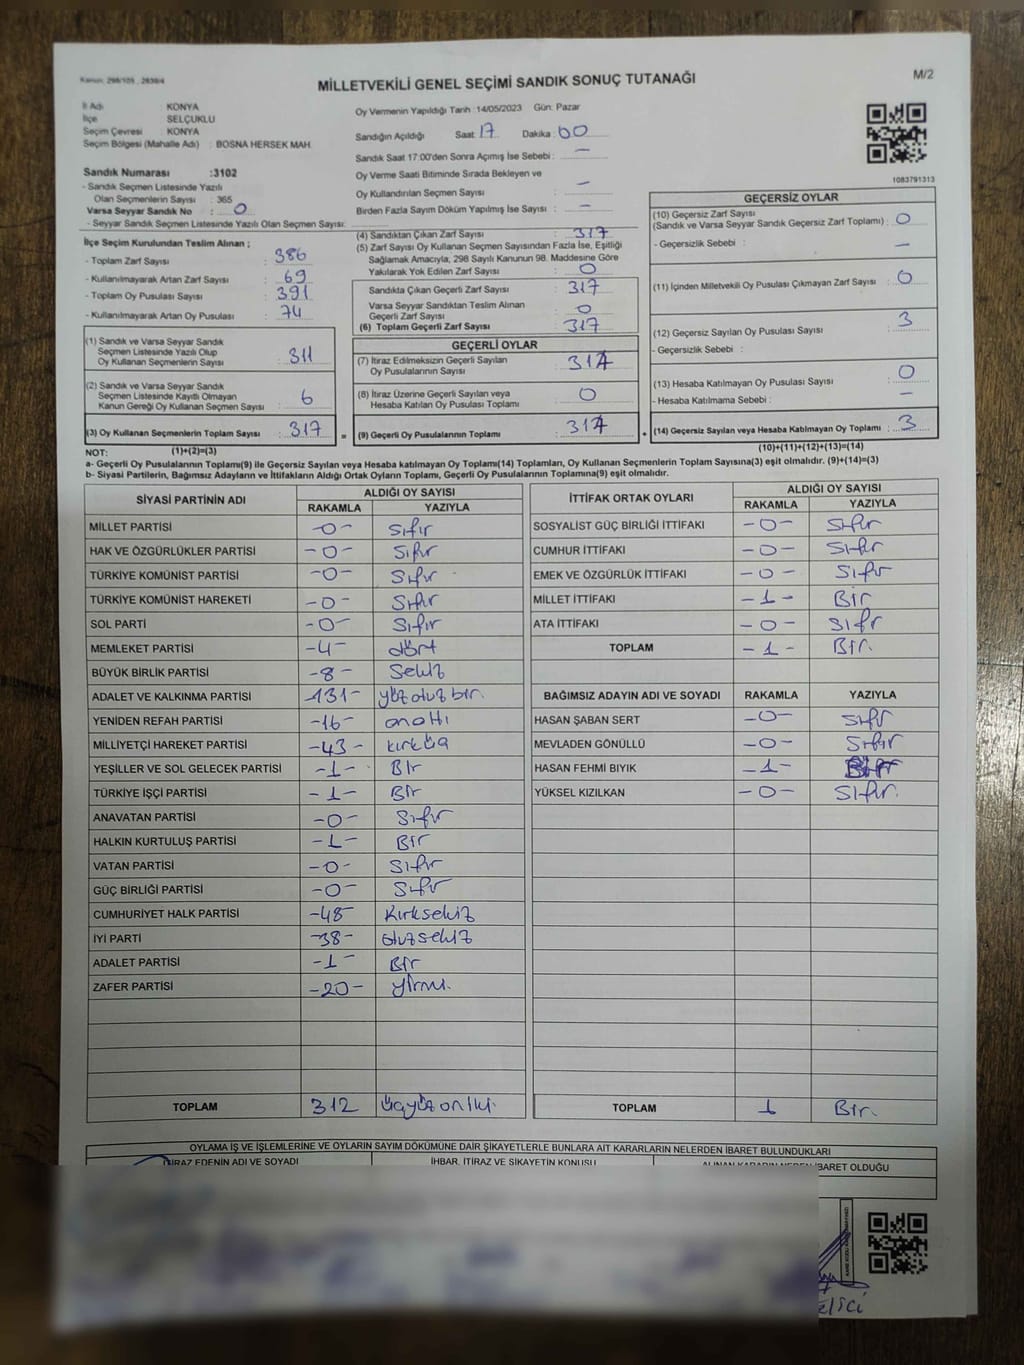 Kanun: 298/105 , 2839/4
MİLLETVEKİLİ GENEL SEÇİMİ SANDIK SONUÇ TUTANAĞI
M/2
İl Adı : KONYA
İlçe : SELÇUKLU
Seçim Çevresi : KONYA
Seçim Bölgesi (Mahalle Adı) : BOSNA HERSEK MAH.
Sandık Numarası :3102
- Sandık Seçmen Listesinde Yazılı
Olan Seçmenlerin Sayısı : 365
Varsa Seyyar Sandık No : 0
- Seyyar Sandık Seçmen Listesinde Yazılı Olan Seçmen Sayısı:
Oy Vermenin Yapıldığı Tarih :14/05/2023 Gün: Pazar
Sandığın Açıldığı Saat: 17 Dakika : 00
Sandık Saat 17:00'den Sonra Açımış İse Sebebi : —
Oy Verme Saati Bitiminde Sırada Bekleyen ve
Oy Kullandırılan Seçmen Sayısı : —
Birden Fazla Sayım Döküm Yapılmış İse Sayısı : —
1083791313
İlçe Seçim Kurulundan Teslim Alınan ;
- Toplam Zarf Sayısı : 386
- Kullanılmayarak Artan Zarf Sayısı : 69
- Toplam Oy Pusulası Sayısı : 391
- Kullanılmayarak Artan Oy Pusulası : 74
(4) Sandıktan Çıkan Zarf Sayısı : 317
(5) Zarf Sayısı Oy Kullanan Seçmen Sayısından Fazla İse, Eşitliği
Sağlamak Amacıyla, 298 Sayılı Kanunun 98. Maddesine Göre
Yakılarak Yok Edilen Zarf Sayısı : 0
Sandıkta Çıkan Geçerli Zarf Sayısı : 317
Varsa Seyyar Sandıktan Teslim Alınan
Geçerli Zarf Sayısı : 0
(6) Toplam Geçerli Zarf Sayısı : 317
GEÇERSİZ OYLAR
(10) Geçersiz Zarf Sayısı
(Sandık ve Varsa Seyyar Sandık Geçersiz Zarf Toplamı) : 0
- Geçersizlik Sebebi : —
(11) İçinden Milletvekili Oy Pusulası Çıkmayan Zarf Sayısı : 0
(12) Geçersiz Sayılan Oy Pusulası Sayısı : 3
- Geçersizlik Sebebi :
(13) Hesaba Katılmayan Oy Pusulası Sayısı : 0
- Hesaba Katılmama Sebebi : —
(14) Geçersiz Sayılan veya Hesaba Katılmayan Oy Toplamı : 3
(10)+(11)+(12)+(13)=(14)
(1) Sandık ve Varsa Seyyar Sandık
Seçmen Listesinde Yazılı Olup
Oy Kullanan Seçmenlerin Sayısı : 311
(2) Sandık ve Varsa Seyyar Sandık
Seçmen Listesinde Kayıtlı Olmayan
Kanun Gereği Oy Kullanan Seçmen Sayısı : 6
(3) Oy Kullanan Seçmenlerin Toplam Sayısı : 317 =
(1)+(2)=(3)
GEÇERLİ OYLAR
(7) İtiraz Edilmeksizin Geçerli Sayılan
Oy Pusulalarının Sayısı : 314
(8) İtiraz Üzerine Geçerli Sayılan veya
Hesaba Katılan Oy Pusulası Toplamı : 0
(9) Geçerli Oy Pusulalarının Toplamı : 314 +
NOT:
a- Geçerli Oy Pusulalarının Toplamı(9) ile Geçersiz Sayılan veya Hesaba katılmayan Oy Toplamı(14) Toplamları, Oy Kullanan Seçmenlerin Toplam Sayısına(3) eşit olmalıdır. (9)+(14)=(3)
b- Siyasi Partilerin, Bağımsız Adayların ve İttifakların Aldığı Ortak Oyların Toplamı, Geçerli Oy Pusulalarının Toplamına(9) eşit olmalıdır.
SİYASİ PARTİNİN ADI ALDIĞI OY SAYISI
RAKAMLA YAZIYLA
MİLLET PARTİSİ -0- sıfır
HAK VE ÖZGÜRLÜKLER PARTİSİ -0- sıfır
TÜRKİYE KOMÜNİST PARTİSİ -0- sıfır
TÜRKİYE KOMÜNİST HAREKETİ -0- sıfır
SOL PARTİ -0- sıfır
MEMLEKET PARTİSİ -4- dört
BÜYÜK BİRLİK PARTİSİ -8- Sekiz
ADALET VE KALKINMA PARTİSİ -131- yüzotuzbir.
YENİDEN REFAH PARTİSİ -16- onaltı
MİLLİYETÇİ HAREKET PARTİSİ -43- kırküç
YEŞİLLER VE SOL GELECEK PARTİSİ -1- Bir
TÜRKİYE İŞÇİ PARTİSİ -1- Bir
ANAVATAN PARTİSİ -0- sıfır
HALKIN KURTULUŞ PARTİSİ -1- Bir
VATAN PARTİSİ -0- sıfır
GÜÇ BİRLİĞİ PARTİSİ -0- sıfır
CUMHURİYET HALK PARTİSİ -48- Kırksekiz
İYİ PARTİ -38- otuzsekiz
ADALET PARTİSİ -1- Bir
ZAFER PARTİSİ -20- yirmi.
TOPLAM 312 üçyüzoniki.
İTTİFAK ORTAK OYLARI ALDIĞI OY SAYISI
RAKAMLA YAZIYLA
SOSYALİST GÜÇ BİRLİĞİ İTTİFAKI -0- sıfır
CUMHUR İTTİFAKI -0- sıfır
EMEK VE ÖZGÜRLÜK İTTİFAKI -0- sıfır
MİLLET İTTİFAKI -1- Bir
ATA İTTİFAKI -0- sıfır
TOPLAM -1- Bir.
BAĞIMSIZ ADAYIN ADI VE SOYADI RAKAMLA YAZIYLA
HASAN ŞABAN SERT -0- sıfır
MEVLADEN GÖNÜLLÜ -0- sıfır
HASAN FEHMİ BIYIK -1- Bir
YÜKSEL KIZILKAN -0- sıfır.
TOPLAM 1 Bir.
OYLAMA İŞ VE İŞLEMLERİNE VE OYLARIN SAYIM DÖKÜMÜNE DAİR ŞİKAYETLERLE BUNLARA AİT KARARLARIN NELERDEN İBARET BULUNDUKLARI
İTİRAZ EDENİN ADI VE SOYADI İHBAR, İTİRAZ VE ŞİKAYETİN KONUSU ALINAN KARARIN NEDEN İBARET OLDUĞU